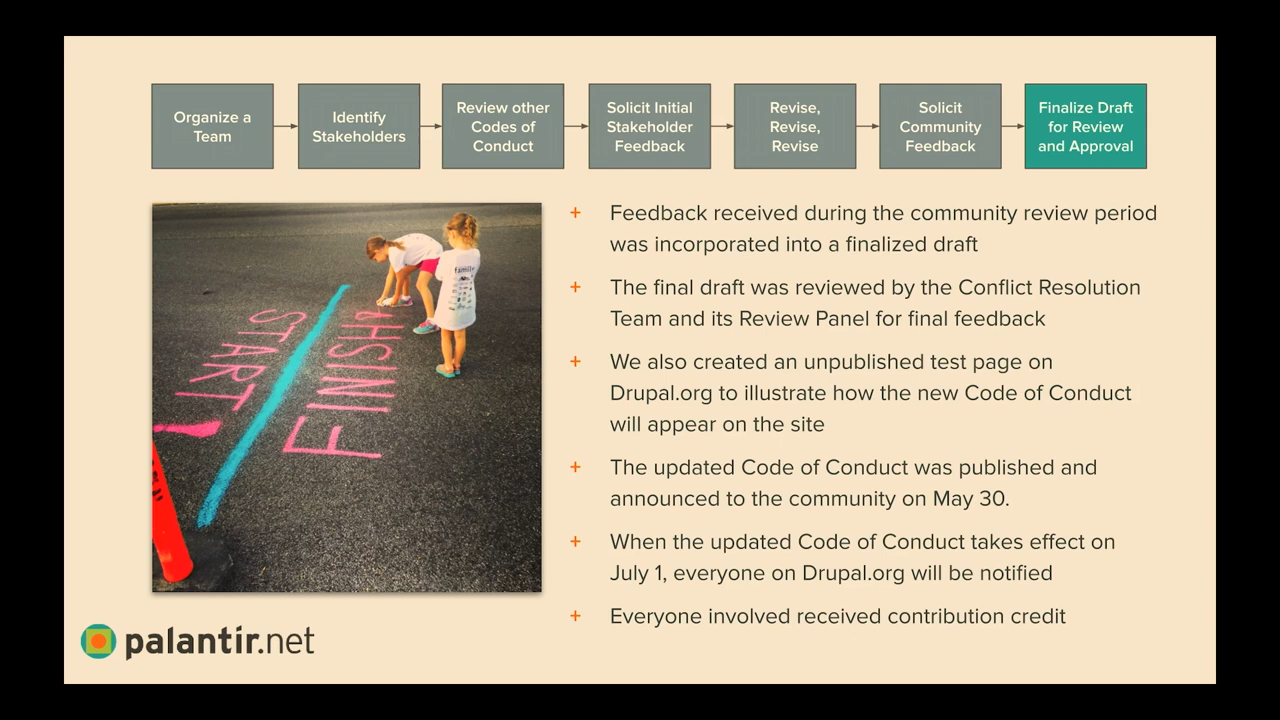 Organize a
Team
Identify
Stakeholders
Review other
Codes of
Conduct
Solicit Initial
Stakeholder
Feedback
Revise,
Revise,
Revise
Solicit
Community
Feedback
Finalize Draft
for Review
and Approval
START!
FINISH
family
+ Feedback received during the community review period
was incorporated into a finalized draft
+ The final draft was reviewed by the Conflict Resolution
Team and its Review Panel for final feedback
+ We also created an unpublished test page on
Drupal.org to illustrate how the new Code of Conduct
will appear on the site
+ The updated Code of Conduct was published and
announced to the community on May 30.
+ When the updated Code of Conduct takes effect on
July 1, everyone on Drupal.org will be notified
+ Everyone involved received contribution credit
palantir.net